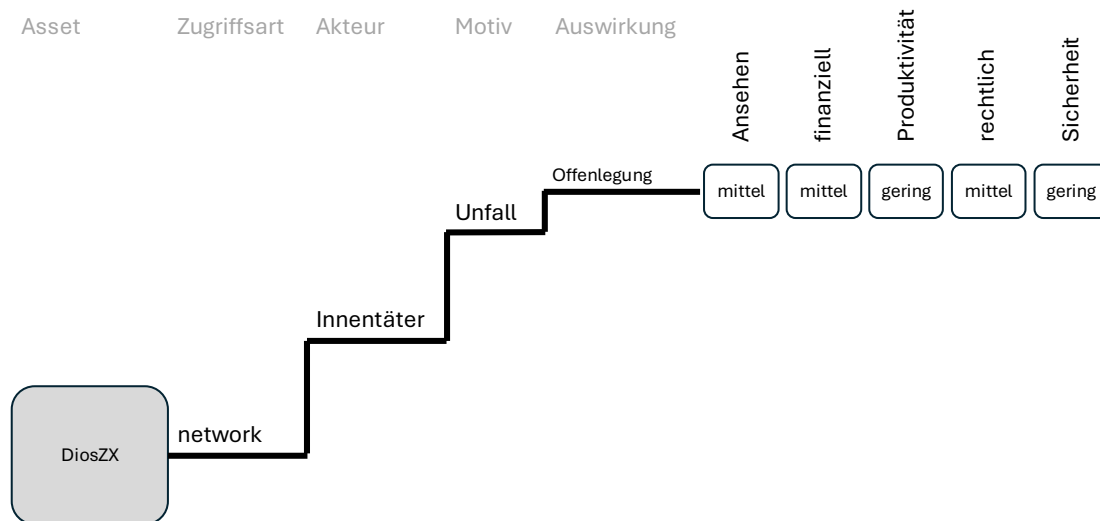 Asset Zugriffsart Akteur Motiv Auswirkung
Ansehen
finanziell
Produktivität
rechtlich
Sicherheit
Offenlegung
mittel mittel gering mittel gering
Unfall
Innentäter
network
DiosZX